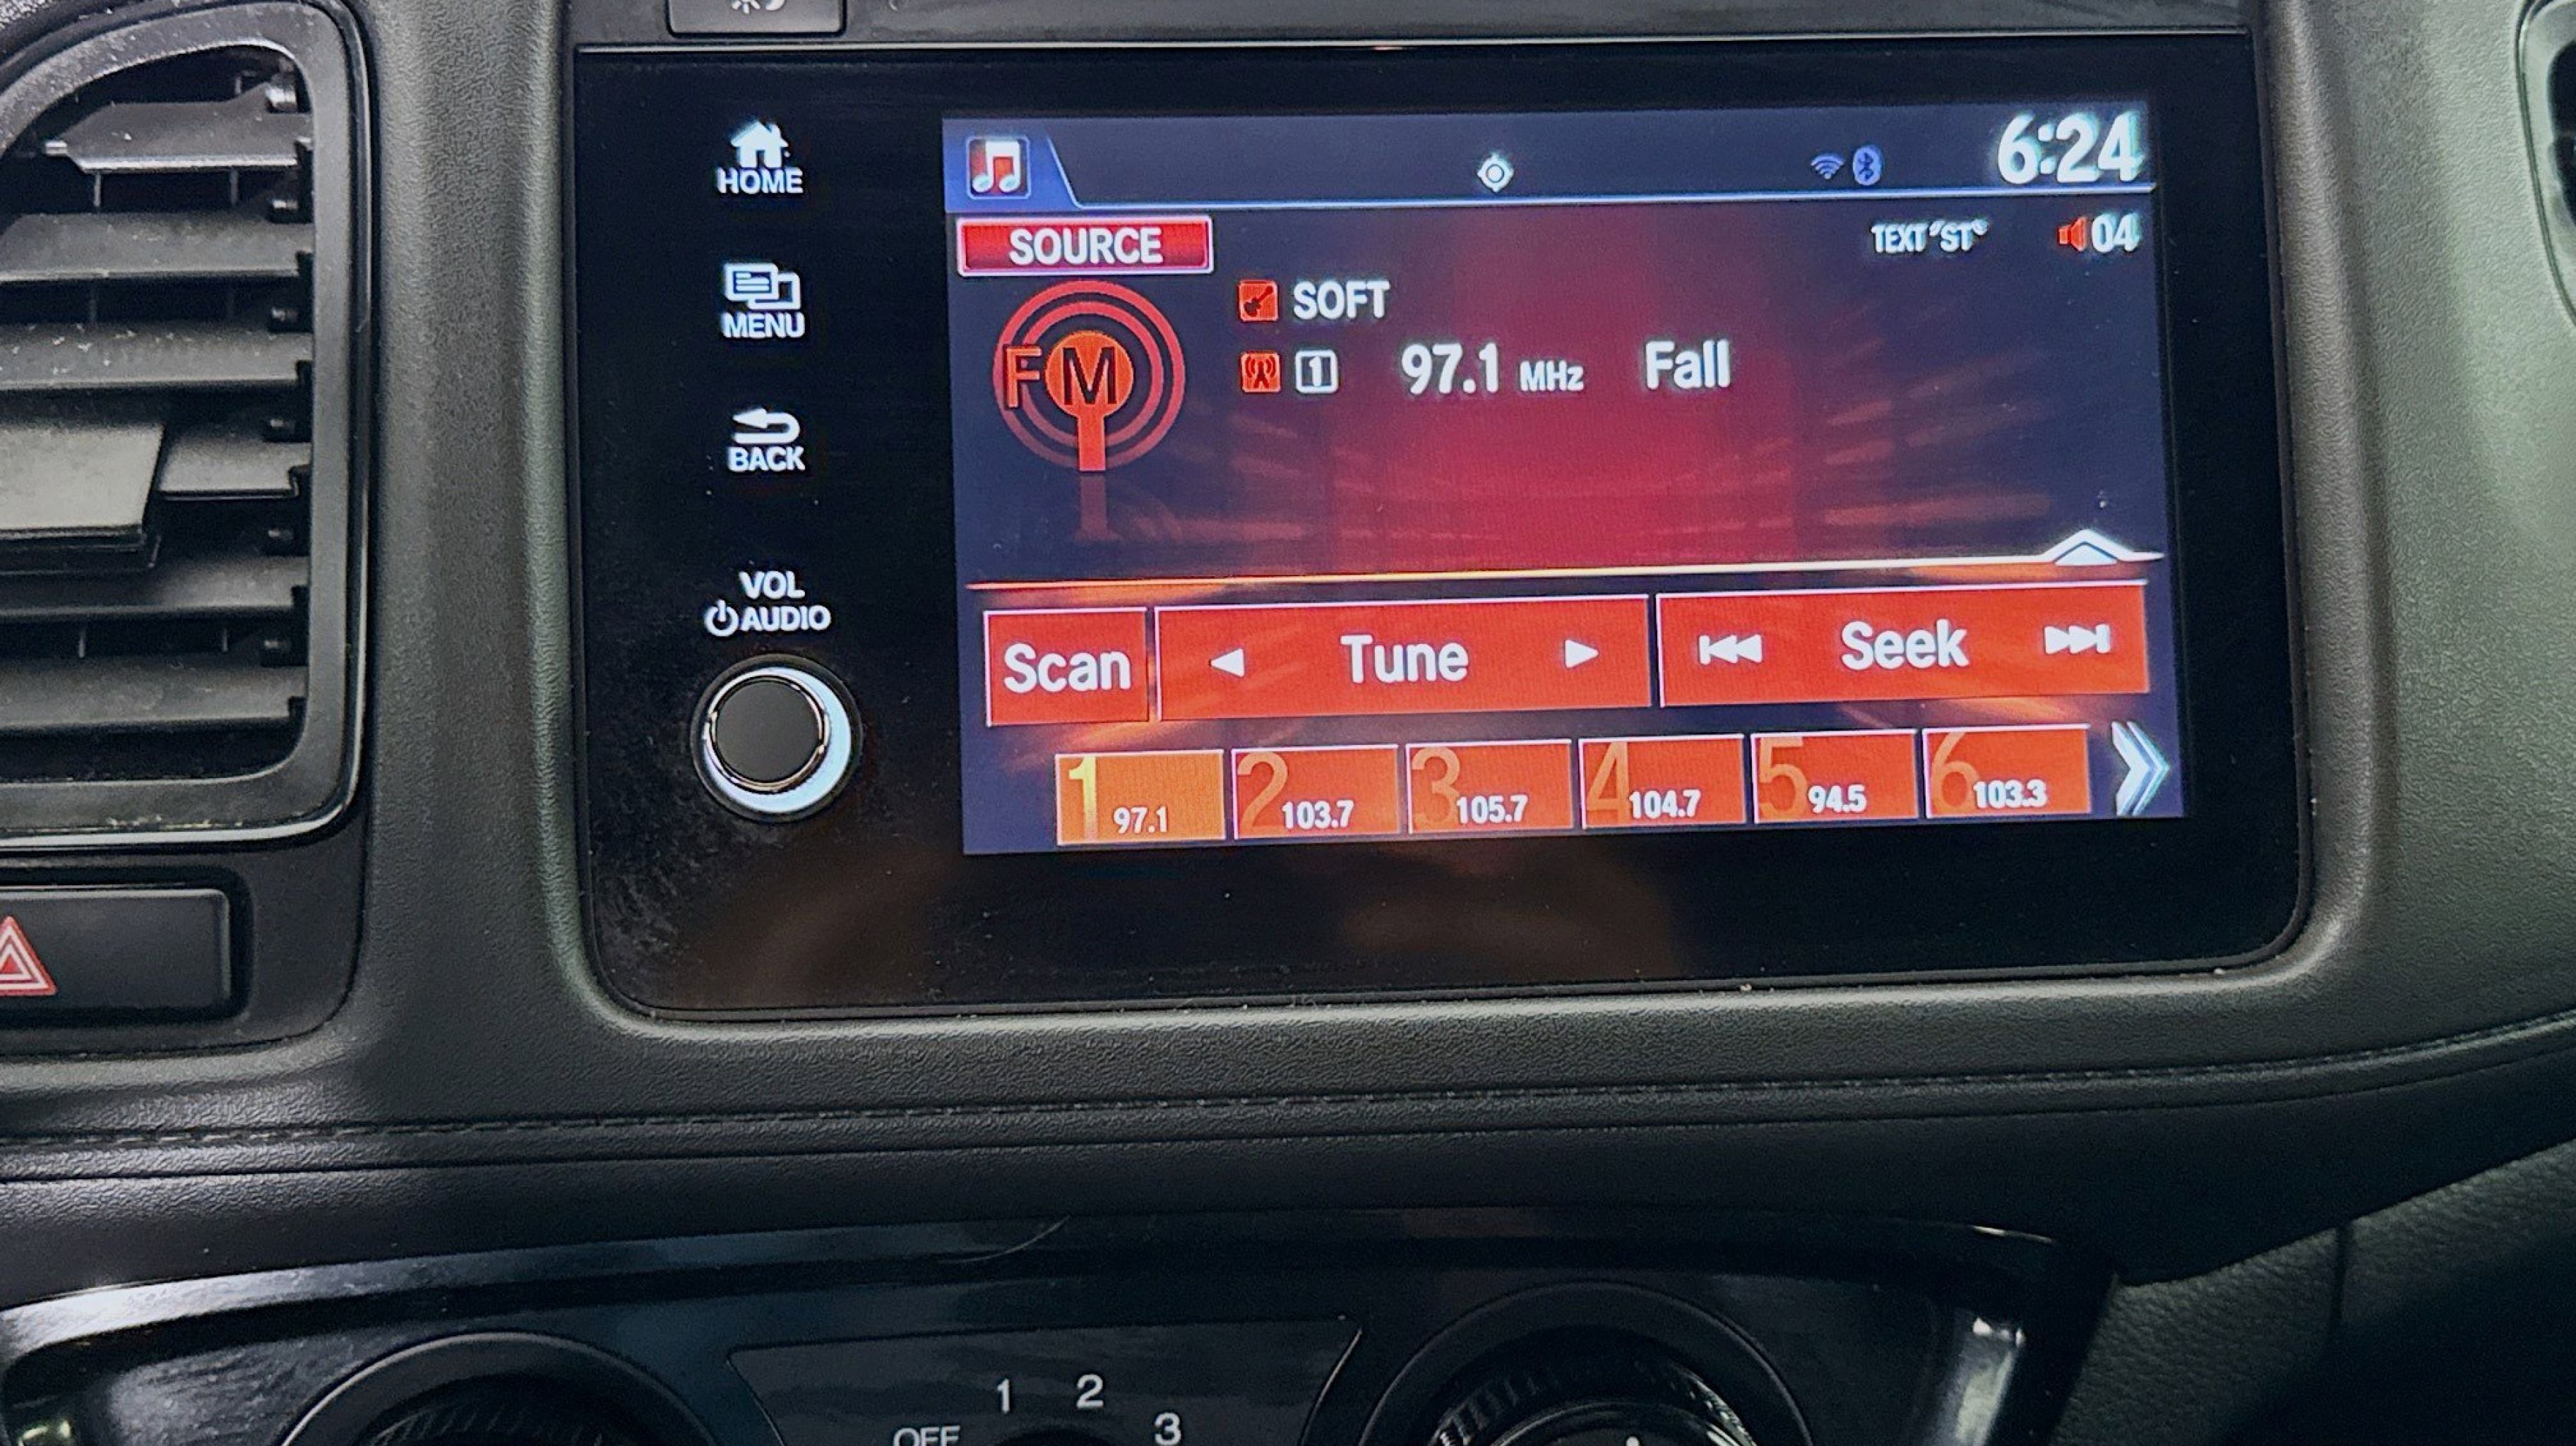 HOME
MENU
BACK
VOL
AUDIO
6:24
SOURCE
TEXT "ST"
04
FM
SOFT
1 97.1 MHz Fall
Scan Tune Seek
1 97.1
2 103.7
3 105.7
4 104.7
5 94.5
6 103.3
OFF 1 2 3